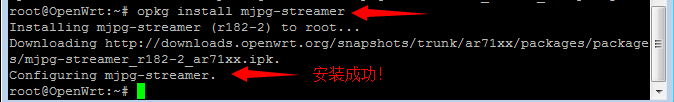 root@OpenWrt:~# opkg install mjpg-streamer
Installing mjpg-streamer (r182-2) to root...
Downloading http://downloads.openwrt.org/snapshots/trunk/ar71xx/packages/package
s/mjpg-streamer_r182-2_ar71xx.ipk.
Configuring mjpg-streamer.
安装成功!
root@OpenWrt:~#